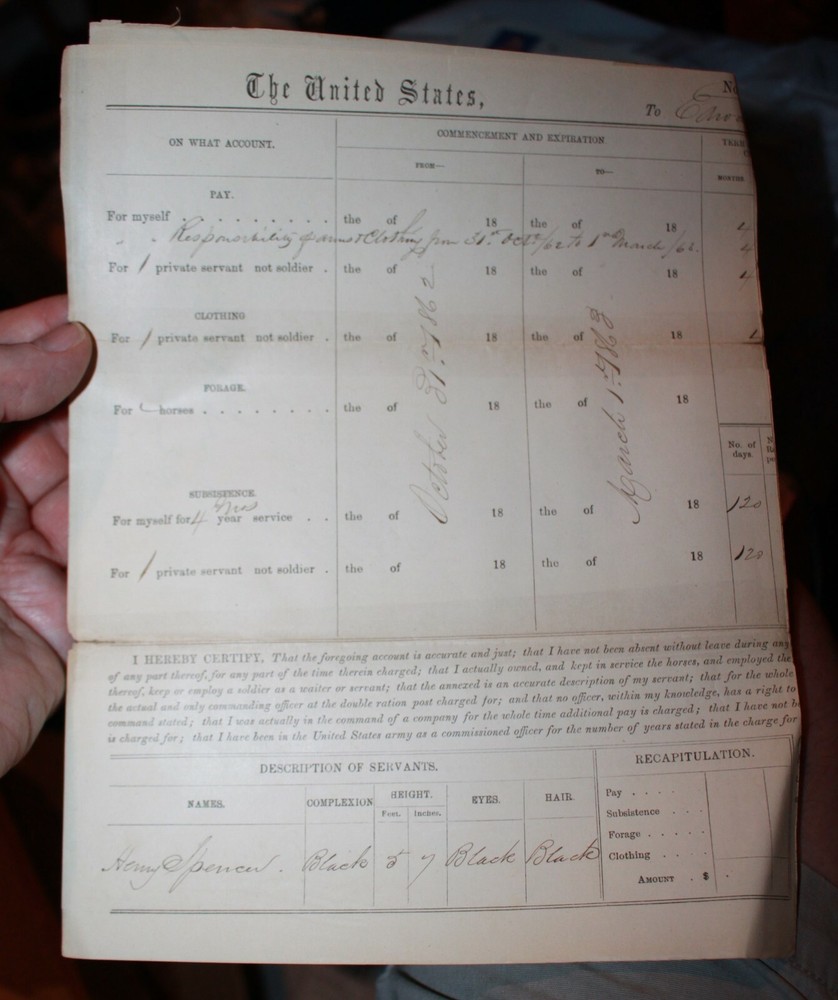 The United States,
No
To Edwo
ON WHAT ACCOUNT.
COMMENCEMENT AND EXPIRATION
TERM
FROM—
TO—
MONTHS
PAY.
For myself . . . . . . . . . the of 18 the of 18 4
" " Responsibility of arms & Clothing from 31st Octr /62 to 1st March /63. 4
For 1 private servant not soldier . the of 18 the of 18 4
October 31st 1862
March 1st 1863
CLOTHING
For 1 private servant not soldier . the of 18 the of 18
FORAGE.
For horses . . . . . . . . the of 18 the of 18
No. of days.
SUBSISTENCE.
For myself for 4 mos year service . . the of 18 the of 18 120
For 1 private servant not soldier . the of 18 the of 18 120
I HEREBY CERTIFY, That the foregoing account is accurate and just; that I have not been absent without leave during any
of any part thereof, for any part of the time therein charged; that I actually owned, and kept in service the horses, and employed the
thereof, keep or employ a soldier as a waiter or servant; that the annexed is an accurate description of my servant; that for the whole
the actual and only commanding officer at the double ration post charged for; and that no officer, within my knowledge, has a right to
command stated; that I was actually in the command of a company for the whole time additional pay is charged; that I have not b
is charged for; that I have been in the United States army as a commissioned officer for the number of years stated in the charge for
DESCRIPTION OF SERVANTS.
RECAPITULATION.
NAMES.
COMPLEXION
HEIGHT.
Feet. Inches.
EYES.
HAIR.
Henry Spencer. Black 5 7 Black Black
Pay . . . .
Subsistence . . .
Forage . . . . .
Clothing . . . .
AMOUNT . $ .